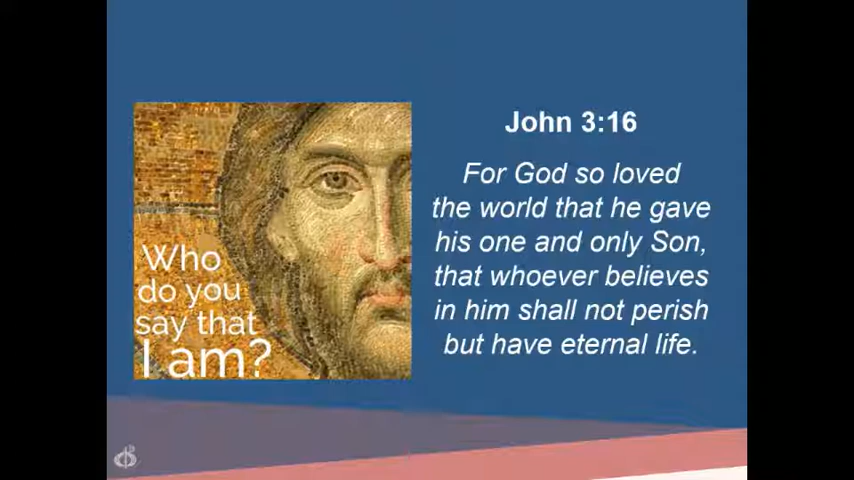 Who
do you
say that
I am?
John 3:16
For God so loved
the world that he gave
his one and only Son,
that whoever believes
in him shall not perish
but have eternal life.